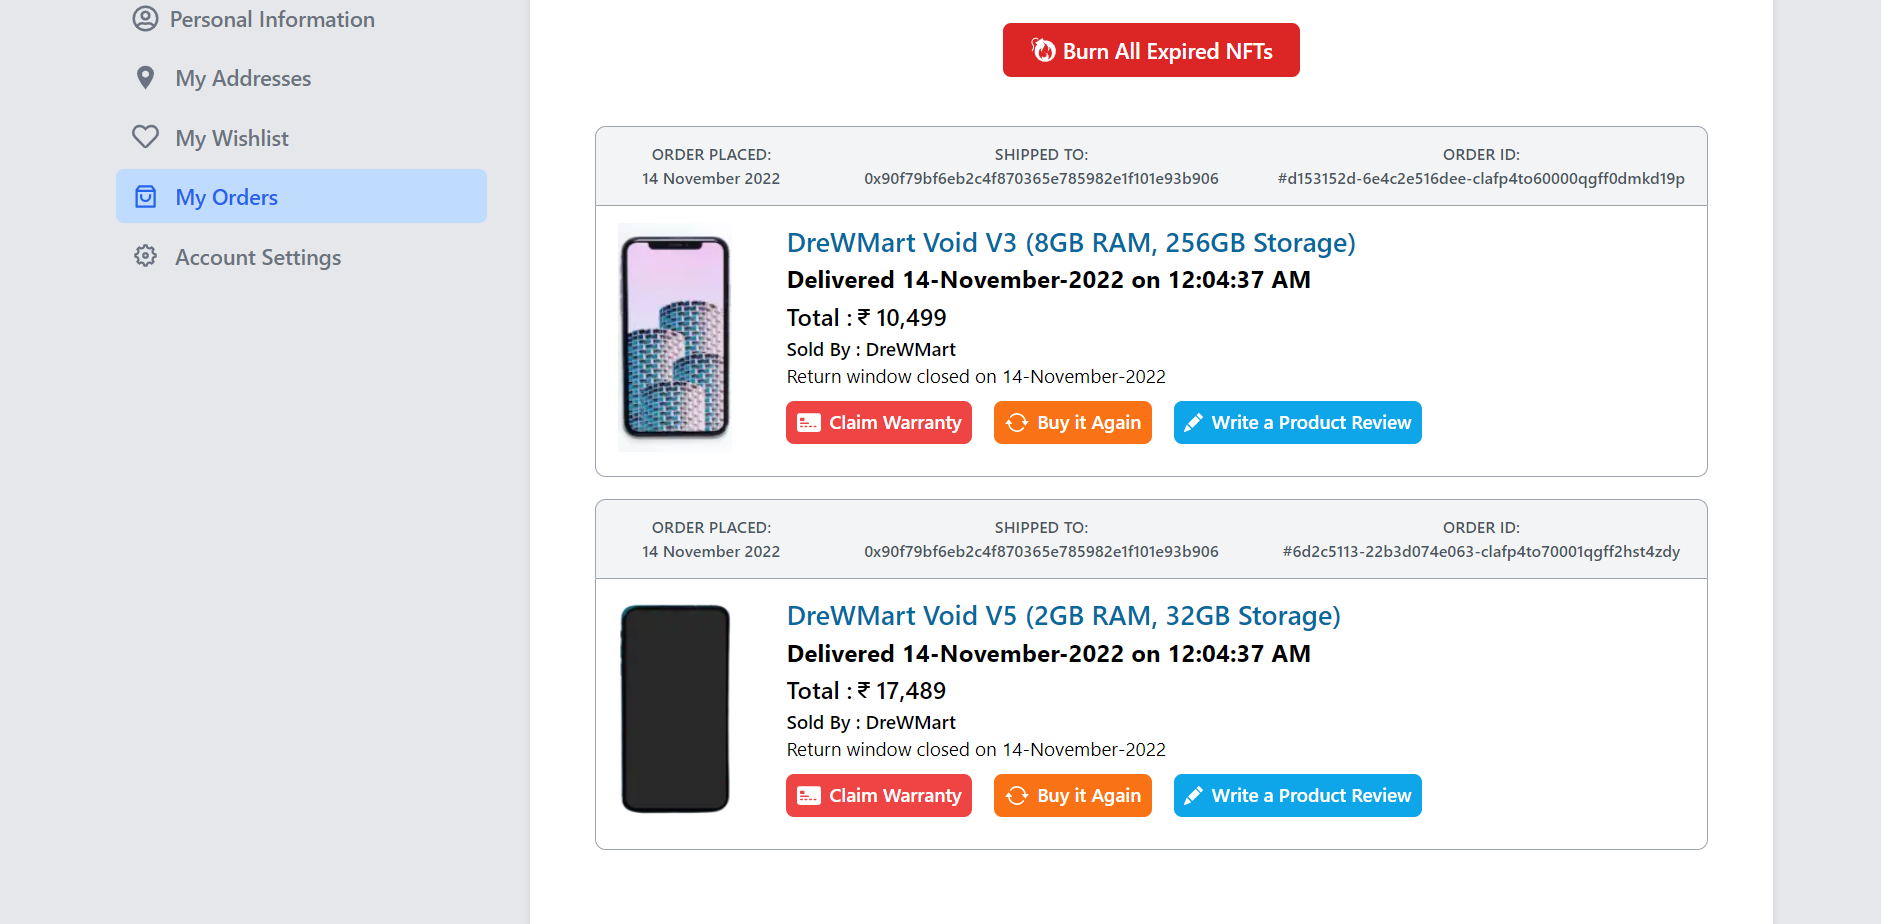 Personal Information
My Addresses
My Wishlist
My Orders
Account Settings
Burn All Expired NFTs
ORDER PLACED:
14 November 2022
SHIPPED TO:
0x90f79bf6eb2c4f870365e785982e1f101e93b906
ORDER ID:
#d153152d-6e4c2e516dee-clafp4to60000qgff0dmkd19p
DreWMart Void V3 (8GB RAM, 256GB Storage)
Delivered 14-November-2022 on 12:04:37 AM
Total : ₹ 10,499
Sold By : DreWMart
Return window closed on 14-November-2022
Claim Warranty
Buy it Again
Write a Product Review
ORDER PLACED:
14 November 2022
SHIPPED TO:
0x90f79bf6eb2c4f870365e785982e1f101e93b906
ORDER ID:
#6d2c5113-22b3d074e063-clafp4to70001qgff2hst4zdy
DreWMart Void V5 (2GB RAM, 32GB Storage)
Delivered 14-November-2022 on 12:04:37 AM
Total : ₹ 17,489
Sold By : DreWMart
Return window closed on 14-November-2022
Claim Warranty
Buy it Again
Write a Product Review